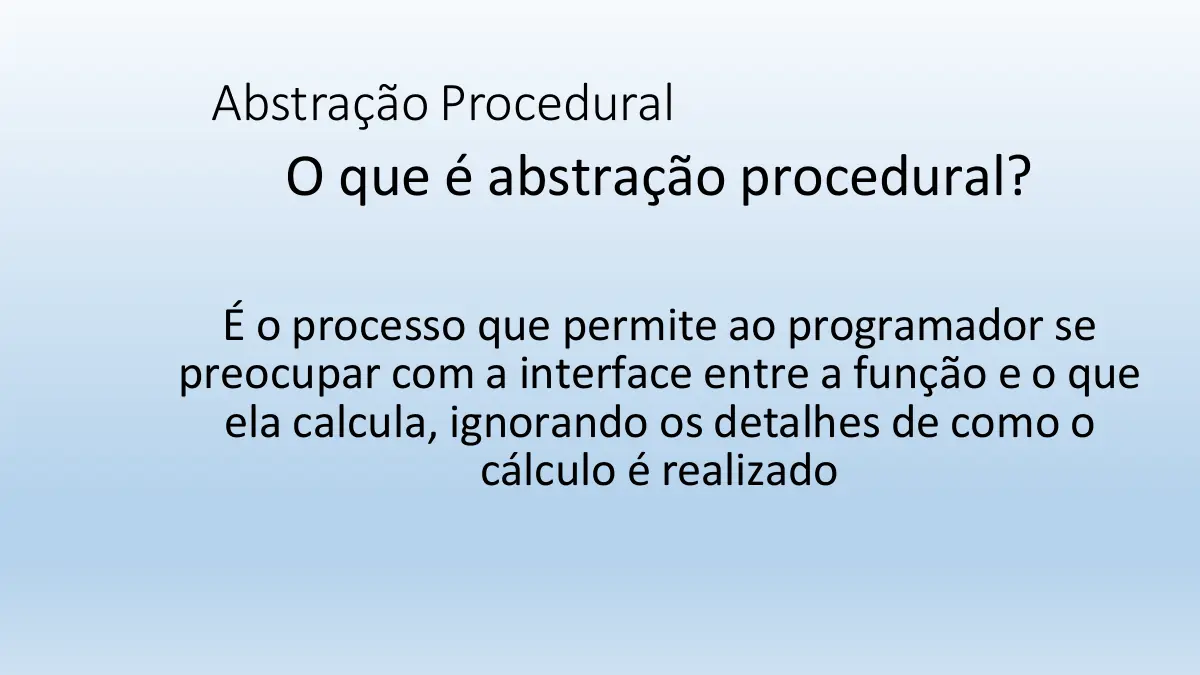 Abstração Procedural
O que é abstração procedural?
É o processo que permite ao programador se
preocupar com a interface entre a função e o que
ela calcula, ignorando os detalhes de como o
cálculo é realizado